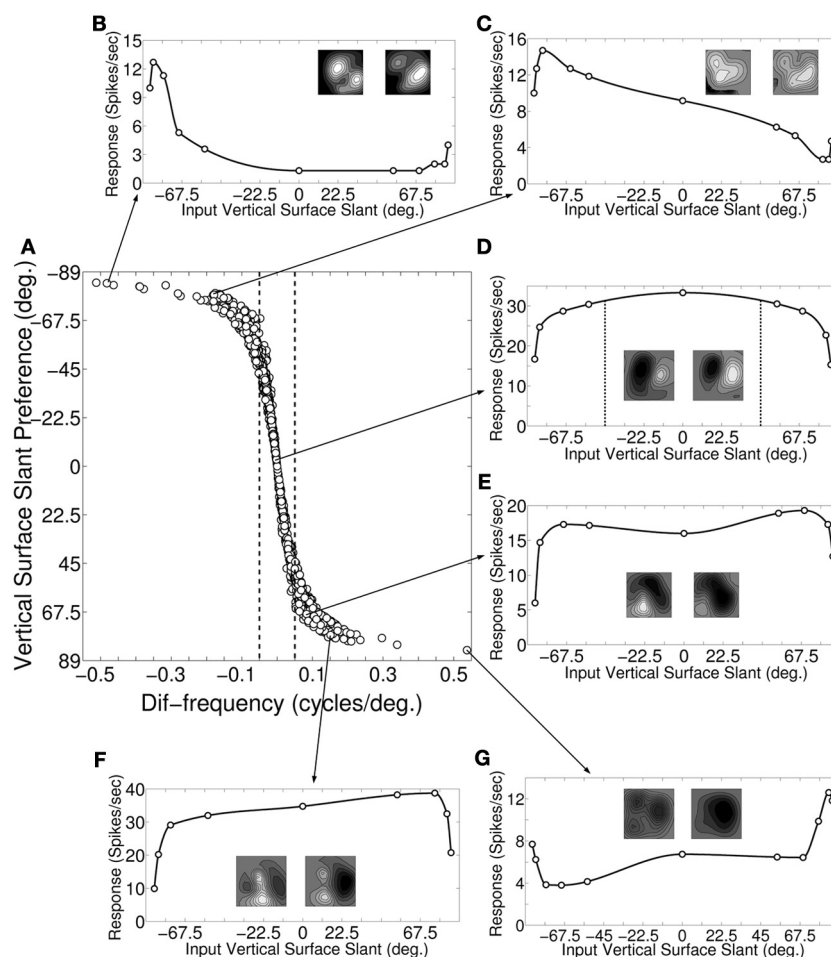 B
Response (Spikes/sec)
15
12
9
6
3
0
−67.5 −22.5 0 22.5 67.5
Input Vertical Surface Slant (deg.)
C
Response (Spikes/sec)
16
12
8
4
0
−67.5 −22.5 0 22.5 67.5
Input Vertical Surface Slant (deg.)
A
Vertical Surface Slant Preference (deg.)
−89
−67.5
−45
−22.5
0
22.5
45
67.5
89
−0.5 −0.3 −0.1 0.1 0.3 0.5
Dif−frequency (cycles/deg.)
D
Response (Spikes/sec)
30
20
10
0
−67.5 −22.5 0 22.5 67.5
Input Vertical Surface Slant (deg.)
E
Response (Spikes/sec)
20
15
10
5
0
−67.5 −22.5 0 22.5 67.5
Input Vertical Surface Slant (deg.)
F
Response (Spikes/sec)
40
30
20
10
0
−67.5 −22.5 0 22.5 67.5
Input Vertical Surface Slant (deg.)
G
Response (Spikes/sec)
12
8
4
0
−67.5 −45 0 22.5 45 67.5
Input Vertical Surface Slant (deg.)